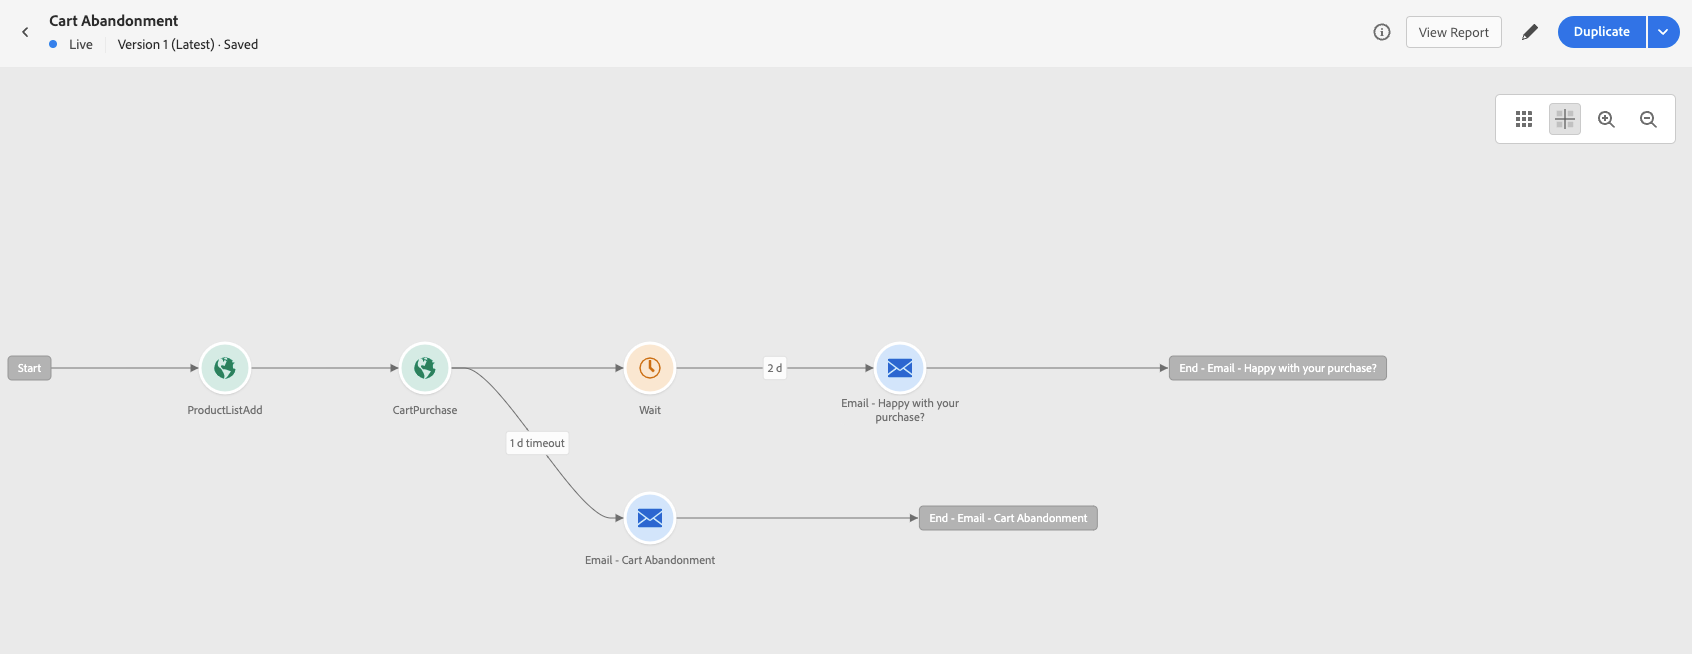 Cart Abandonment
Live Version 1 (Latest) · Saved
View Report
Duplicate
Start
ProductListAdd
CartPurchase
Wait
2 d
Email - Happy with your
purchase?
End - Email - Happy with your purchase?
1 d timeout
Email - Cart Abandonment
End - Email - Cart Abandonment